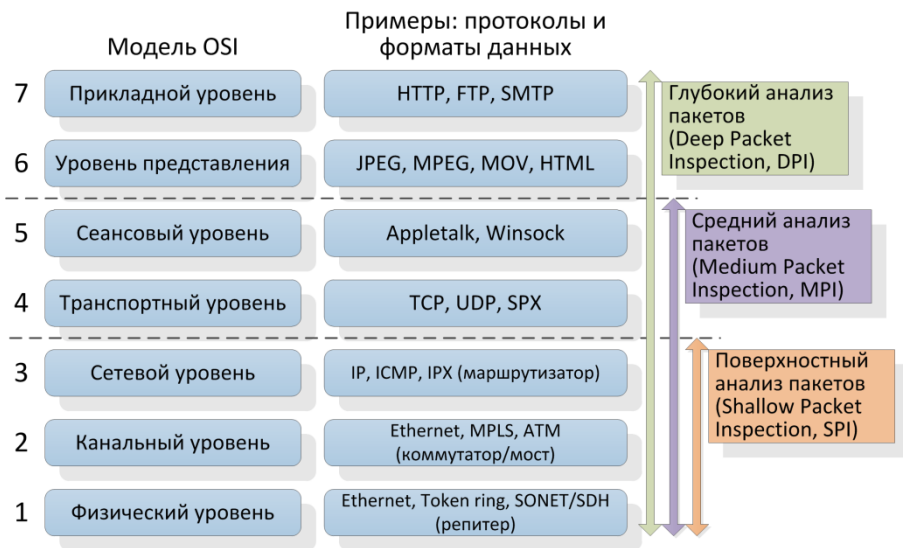 Модель OSI
Примеры: протоколы и
форматы данных
7
Прикладной уровень
HTTP, FTP, SMTP
6
Уровень представления
JPEG, MPEG, MOV, HTML
5
Сеансовый уровень
Appletalk, Winsock
4
Транспортный уровень
TCP, UDP, SPX
3
Сетевой уровень
IP, ICMP, IPX (маршрутизатор)
2
Канальный уровень
Ethernet, MPLS, ATM
(коммутатор/мост)
1
Физический уровень
Ethernet, Token ring, SONET/SDH
(репитер)
Глубокий анализ
пакетов
(Deep Packet
Inspection, DPI)
Средний анализ
пакетов
(Medium Packet
Inspection, MPI)
Поверхностный
анализ пакетов
(Shallow Packet
Inspection, SPI)